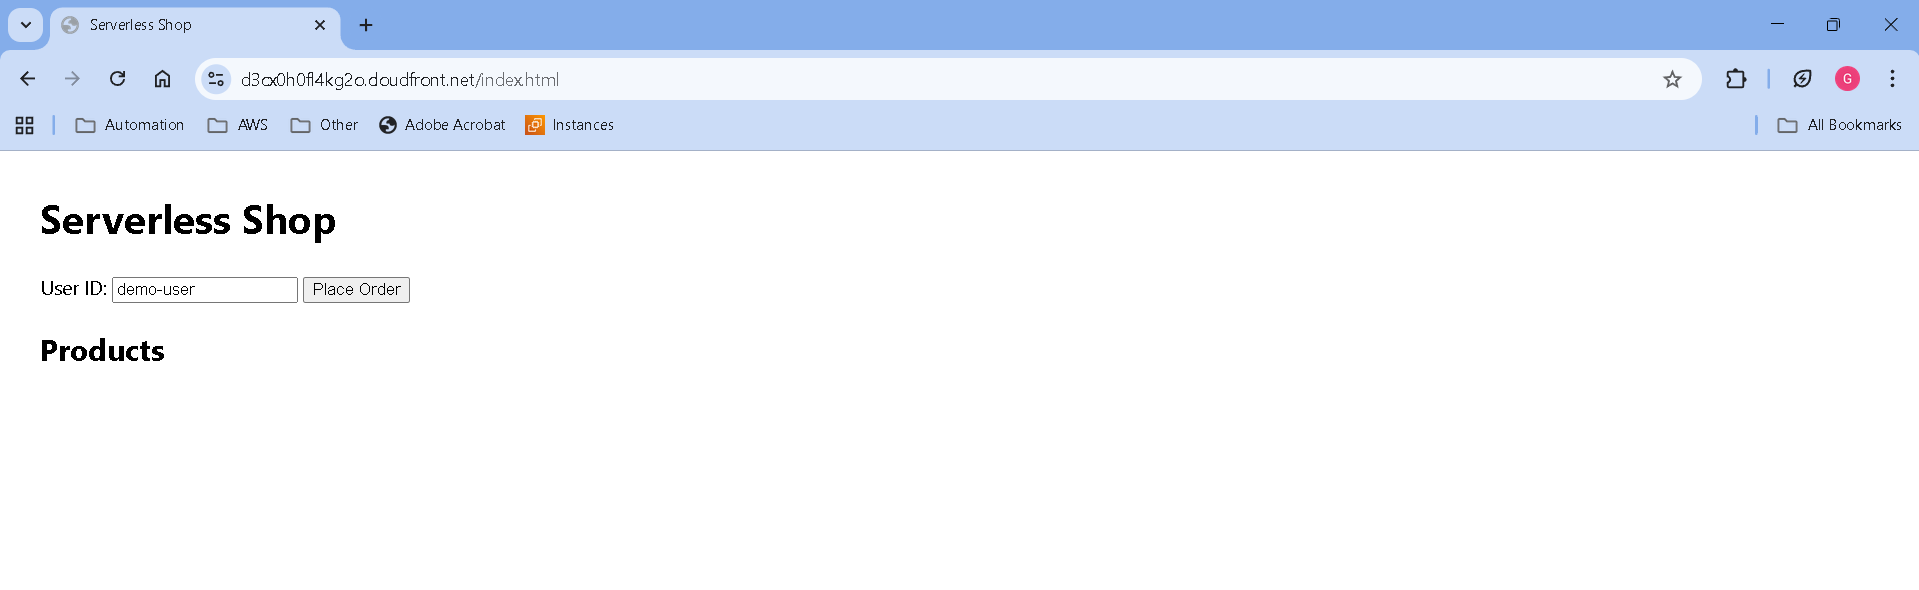 Serverless Shop
d3cx0h0fl4kg2o.cloudfront.net/index.html
G
Automation
AWS
Other
Adobe Acrobat
Instances
All Bookmarks
Serverless Shop
User ID: demo-user Place Order
Products